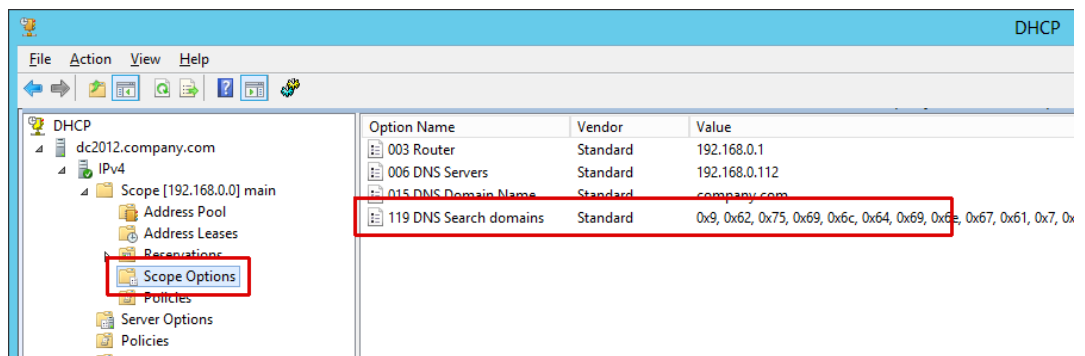 DHCP
File Action View Help
DHCP
dc2012.company.com
IPv4
Scope [192.168.0.0] main
Address Pool
Address Leases
Reservations
Scope Options
Policies
Server Options
Policies
Option Name Vendor Value
003 Router Standard 192.168.0.1
006 DNS Servers Standard 192.168.0.112
015 DNS Domain Name Standard company.com
119 DNS Search domains Standard 0x9, 0x62, 0x75, 0x69, 0x6c, 0x64, 0x69, 0x6e, 0x67, 0x61, 0x7, 0x